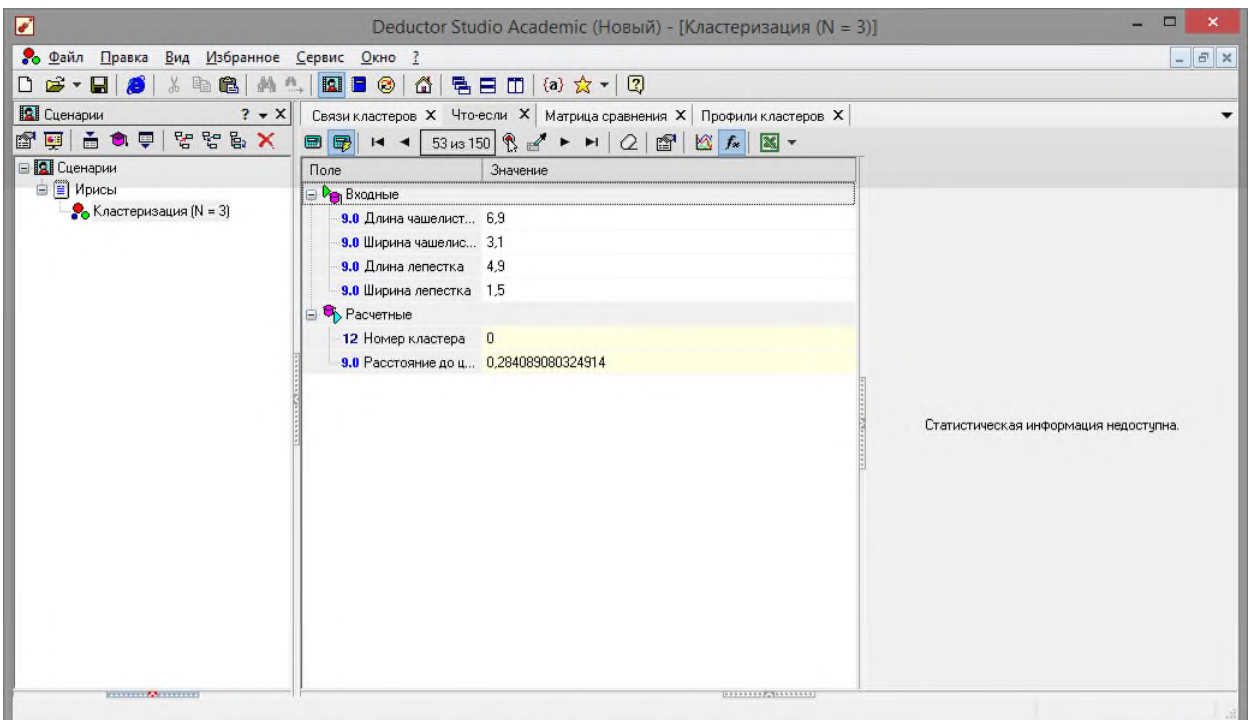 Deductor Studio Academic (Новый) - [Кластеризация (N = 3)]
Файл Правка Вид Избранное Сервис Окно ?
{a}
Сценарии ? X
Связи кластеров X Что-если X Матрица сравнения X Профили кластеров X
53 из 150
Сценарии
Ирисы
Кластеризация (N = 3)
Поле Значение
Входные
9.0 Длина чашелист... 6,9
9.0 Ширина чашелис... 3,1
9.0 Длина лепестка 4,9
9.0 Ширина лепестка 1,5
Расчетные
12 Номер кластера 0
9.0 Расстояние до ц... 0,284089080324914
Статистическая информация недоступна.